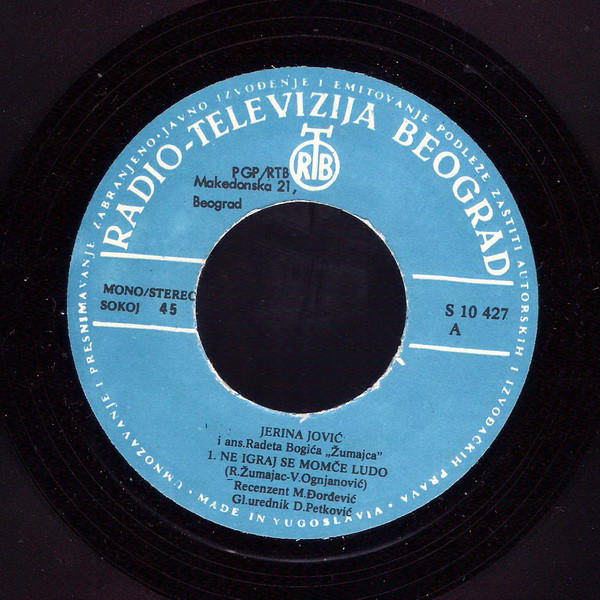 UMNOŽAVANJE I PRESNIMAVANJE ZABRANJENO · JAVNO IZVOĐENJE I EMITOVANJE PODLEŽE ZAŠTITI AUTORSKIH I IZVOĐAČKIH PRAVA ·
RADIO-TELEVIZIJA BEOGRAD
RTB
PGP/RTB
Makedonska 21,
Beograd
MONO/STEREO
SOKOJ 45
S 10 427
A
JERINA JOVIĆ
i ans.Radeta Bogića „Žumajca"
1. NE IGRAJ SE MOMČE LUDO
(R.Žumajac-V.Ognjanović)
Recenzent M.Đorđević
Gl.urednik D.Petković
· MADE IN YUGOSLAVIA ·